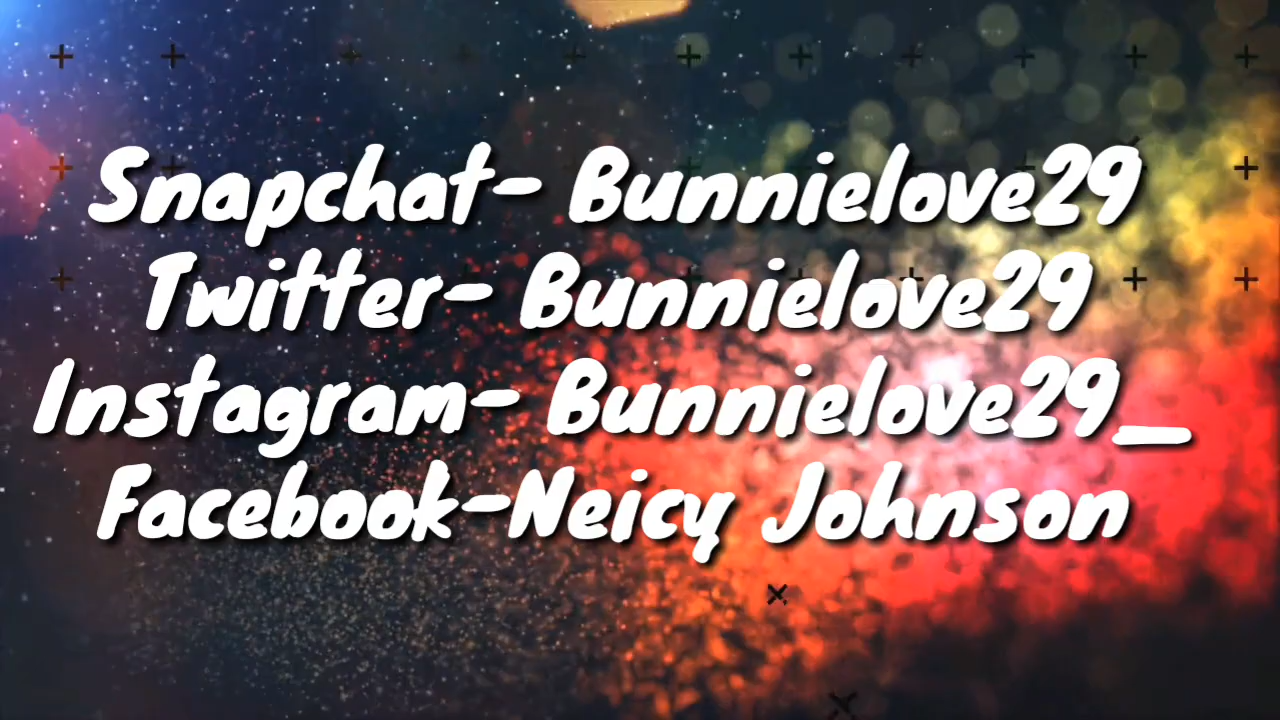 Snapchat- Bunnielove29
Twitter- Bunnielove29
Instagram- Bunnielove29_
Facebook-Neicy Johnson